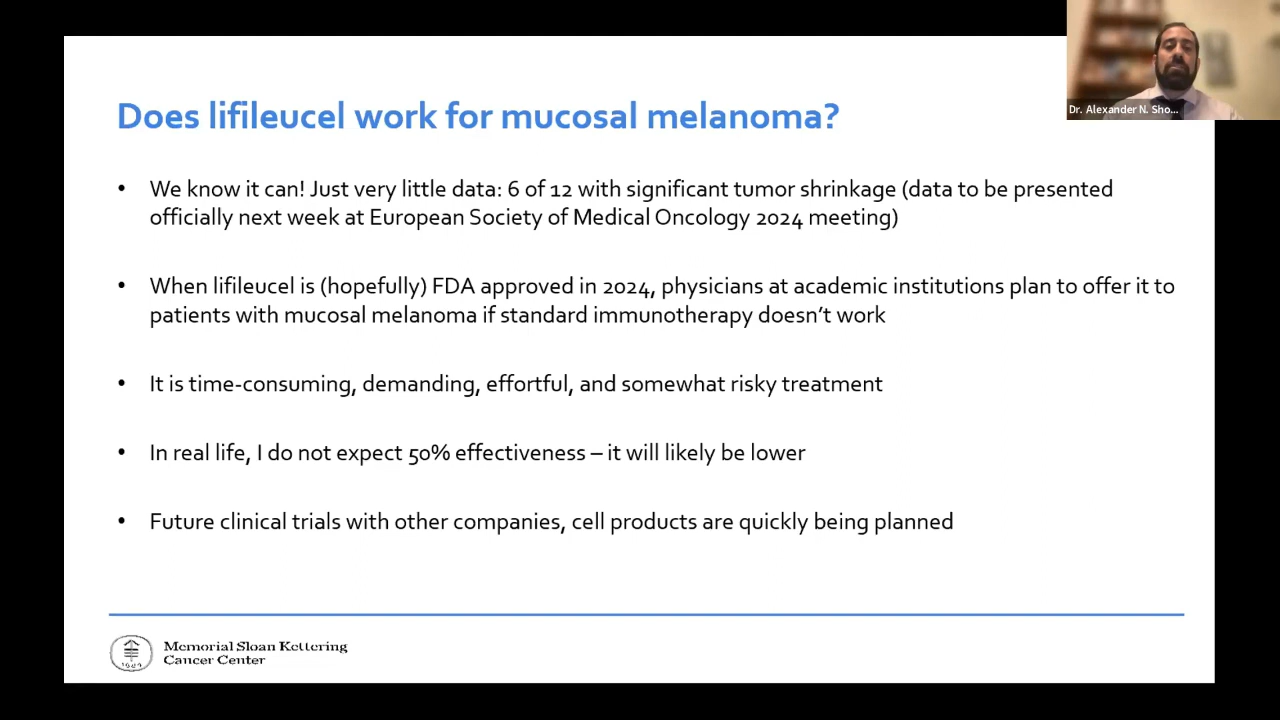 Dr. Alexander N. Sho...
Does lifileucel work for mucosal melanoma?
• We know it can! Just very little data: 6 of 12 with significant tumor shrinkage (data to be presented
officially next week at European Society of Medical Oncology 2024 meeting)
• When lifileucel is (hopefully) FDA approved in 2024, physicians at academic institutions plan to offer it to
patients with mucosal melanoma if standard immunotherapy doesn't work
• It is time-consuming, demanding, effortful, and somewhat risky treatment
• In real life, I do not expect 50% effectiveness – it will likely be lower
• Future clinical trials with other companies, cell products are quickly being planned
Memorial Sloan Kettering
Cancer Center